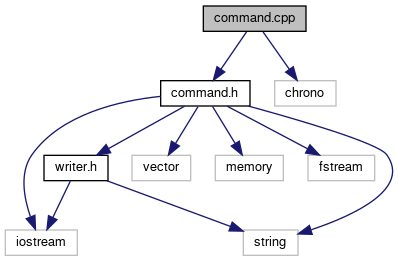 command.cpp
command.h
chrono
writer.h
vector
memory
fstream
iostream
string